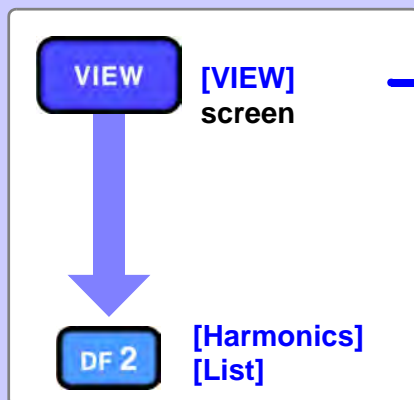 VIEW
[VIEW]
screen
DF 2
[Harmonics]
[List]